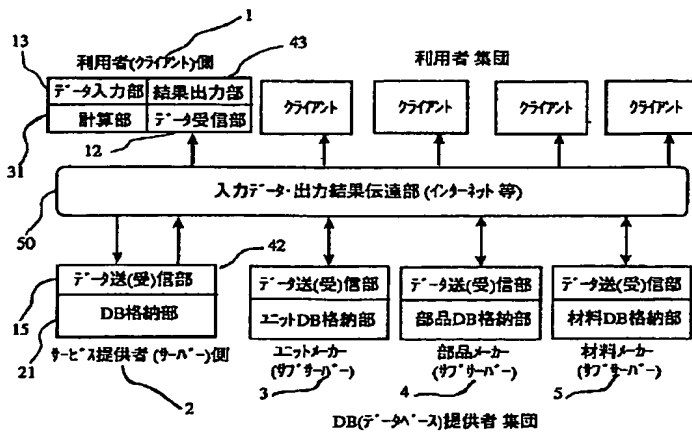 1
13
利用者(クライアント)側
43
利用者 集団
データ入力部
結果出力部
計算部
データ受信部
クライアント
クライアント
クライアント
クライアント
31
12
入力データ・出力結果伝達部 (インターネット 等)
50
42
データ送(受)信部
データ送(受)信部
データ送(受)信部
データ送(受)信部
15
DB格納部
ユニットDB格納部
部品DB格納部
材料DB格納部
21
サービス提供者 (サーバー)側
ユニットメーカー
(サブサーバー)
部品メーカー
(サブサーバー)
材料メーカー
(サブサーバー)
2
3
4
5
DB(データベース)提供者 集団